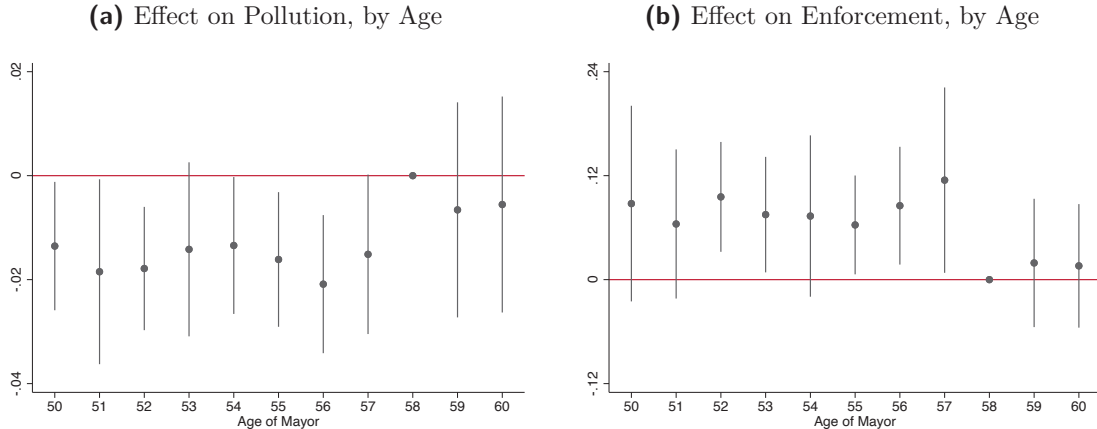 (a) Effect on Pollution, by Age
.02
0
-.02
-.04
50 51 52 53 54 55 56 57 58 59 60
Age of Mayor
(b) Effect on Enforcement, by Age
.24
.12
0
-.12
50 51 52 53 54 55 56 57 58 59 60
Age of Mayor